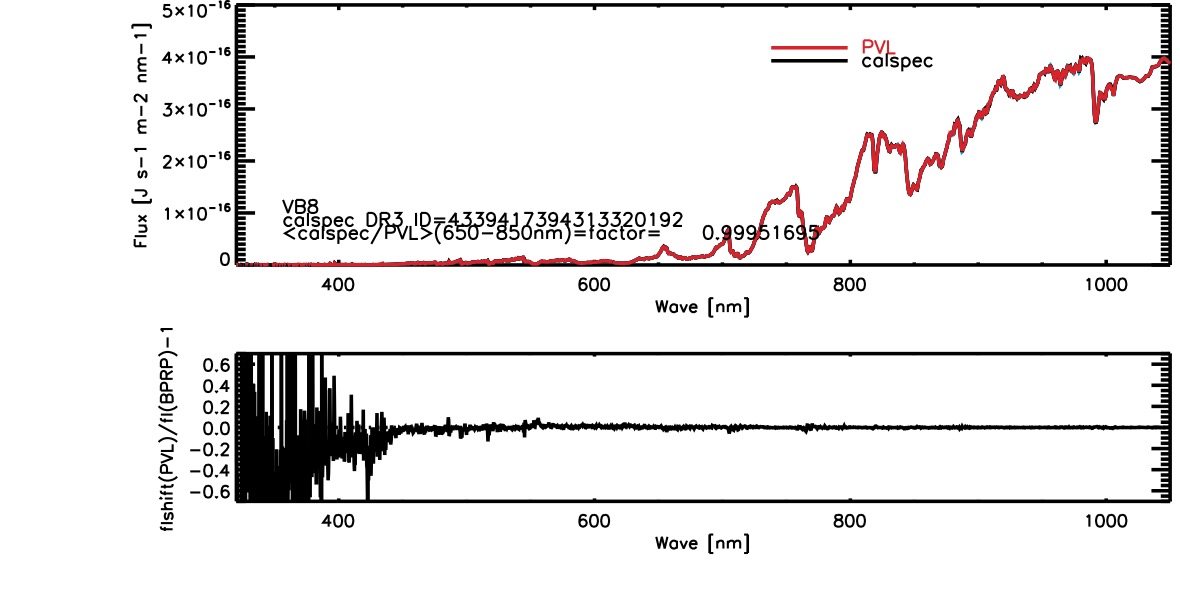 5×10−16
4×10−16
3×10−16
2×10−16
1×10−16
0
Flux [J s−1 m−2 nm−1]
PVL
calspec
VB8
calspec DR3_ID=4339417394313320192
<calspec/PVL>(650−850nm)=factor= 0.99951695
400 600 800 1000
Wave [nm]
0.6
0.4
0.2
0.0
−0.2
−0.4
−0.6
flshift(PVL)/fl(BPRP)−1
400 600 800 1000
Wave [nm]